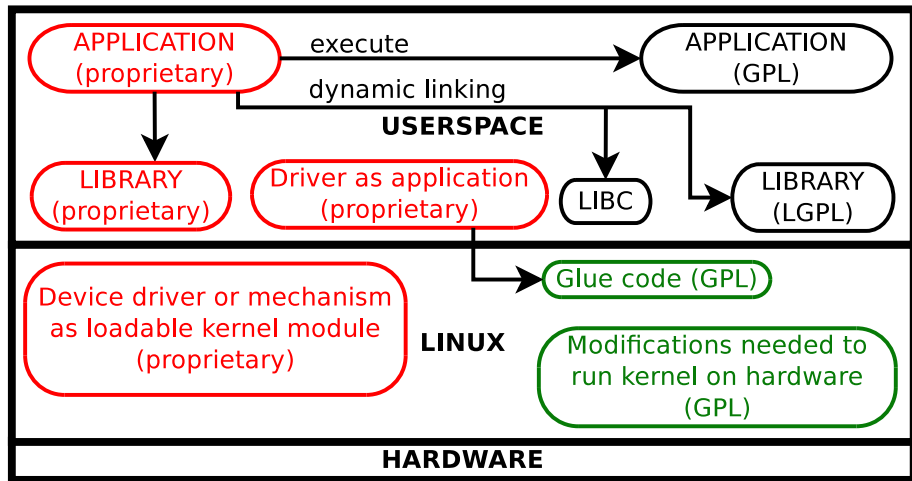 APPLICATION
(proprietary)
execute
APPLICATION
(GPL)
dynamic linking
USERSPACE
LIBRARY
(proprietary)
Driver as application
(proprietary)
LIBC
LIBRARY
(LGPL)
Device driver or mechanism
as loadable kernel module
(proprietary)
LINUX
Glue code (GPL)
Modifications needed to
run kernel on hardware
(GPL)
HARDWARE